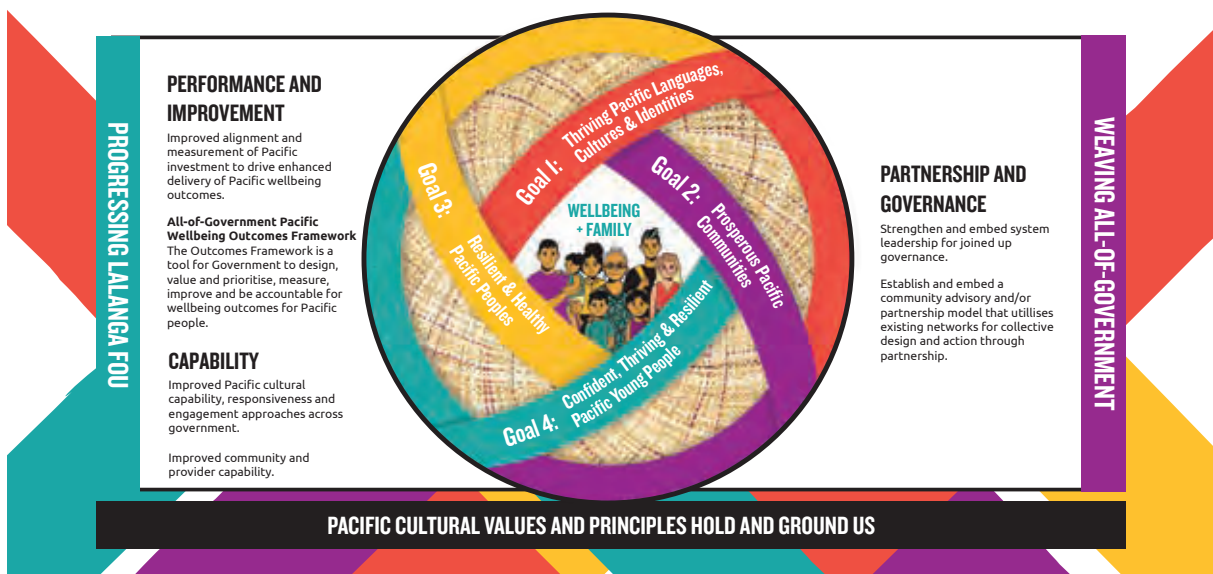 PROGRESSING LALANGA FOU
PERFORMANCE AND
IMPROVEMENT
Improved alignment and
measurement of Pacific
investment to drive enhanced
delivery of Pacific wellbeing
outcomes.
All-of-Government Pacific
Wellbeing Outcomes Framework
The Outcomes Framework is a
tool for Government to design,
value and prioritise, measure,
improve and be accountable for
wellbeing outcomes for Pacific
people.
CAPABILITY
Improved Pacific cultural
capability, responsiveness and
engagement approaches across
government.
Improved community and
provider capability.
Goal 1: Thriving Pacific Languages,
Cultures & Identities
Goal 2: Prosperous Pacific
Communities
Goal 3: Resilient & Healthy
Pacific Peoples
Goal 4: Confident, Thriving & Resilient
Pacific Young People
WELLBEING
+ FAMILY
PARTNERSHIP AND
GOVERNANCE
Strengthen and embed system
leadership for joined up
governance.
Establish and embed a
community advisory and/or
partnership model that utillises
existing networks for collective
design and action through
partnership.
WEAVING ALL-OF-GOVERNMENT
PACIFIC CULTURAL VALUES AND PRINCIPLES HOLD AND GROUND US